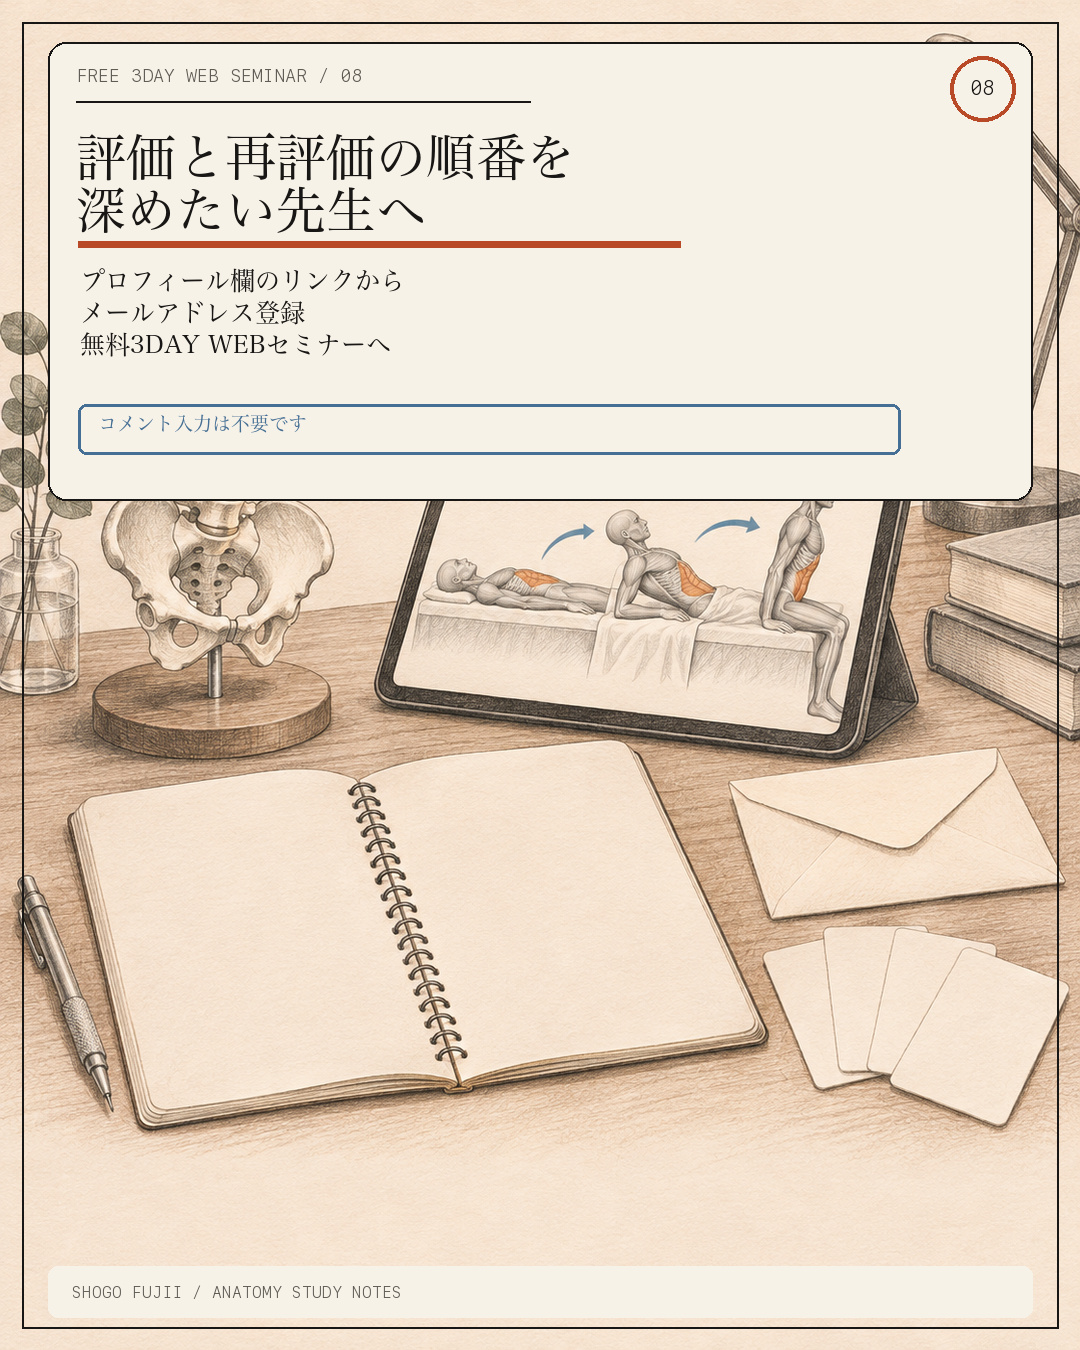 FREE 3DAY WEB SEMINAR / 08
08
評価と再評価の順番を
深めたい先生へ
プロフィール欄のリンクから
メールアドレス登録
無料3DAY WEBセミナーへ
コメント入力は不要です
SHOGO FUJII / ANATOMY STUDY NOTES